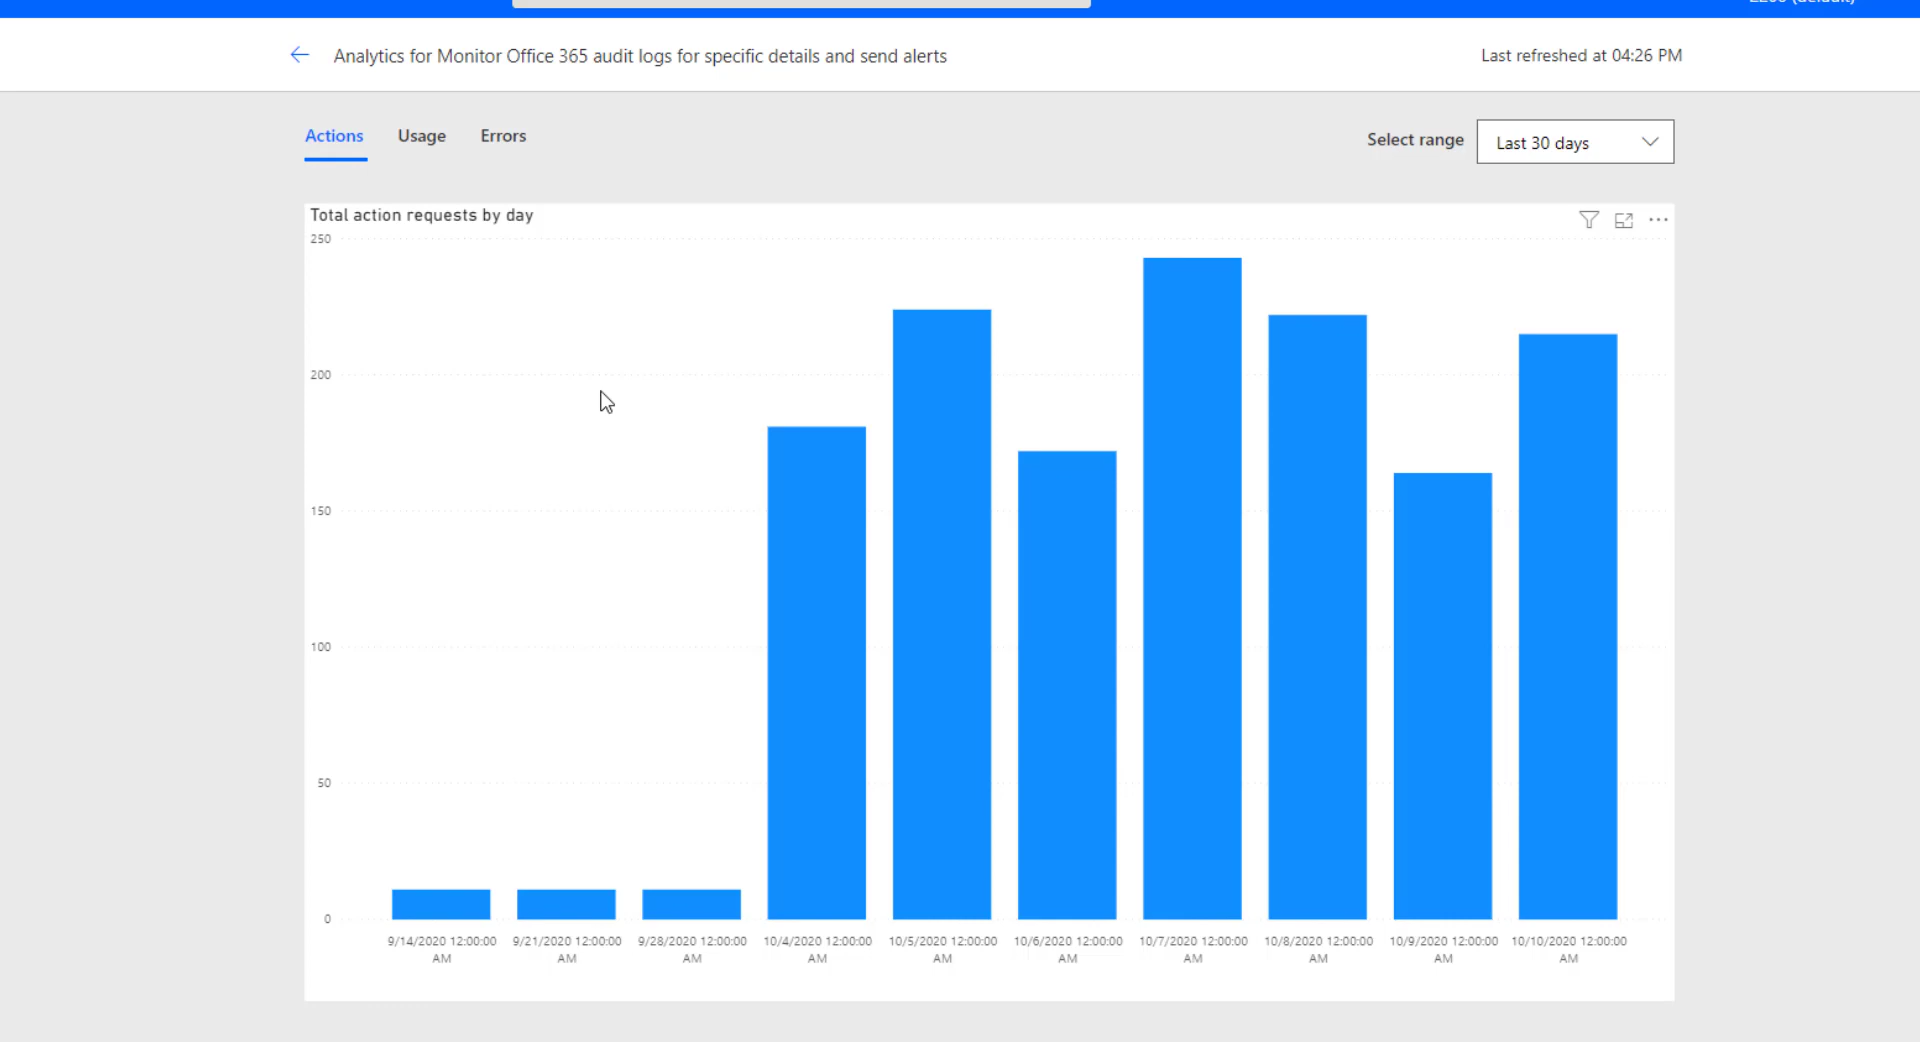 Analytics for Monitor Office 365 audit logs for specific details and send alerts
Last refreshed at 04:26 PM
Actions
Usage
Errors
Select range
Last 30 days
Total action requests by day
250
200
150
100
50
0
9/14/2020 12:00:00
AM
9/21/2020 12:00:00
AM
9/28/2020 12:00:00
AM
10/4/2020 12:00:00
AM
10/5/2020 12:00:00
AM
10/6/2020 12:00:00
AM
10/7/2020 12:00:00
AM
10/8/2020 12:00:00
AM
10/9/2020 12:00:00
AM
10/10/2020 12:00:00
AM